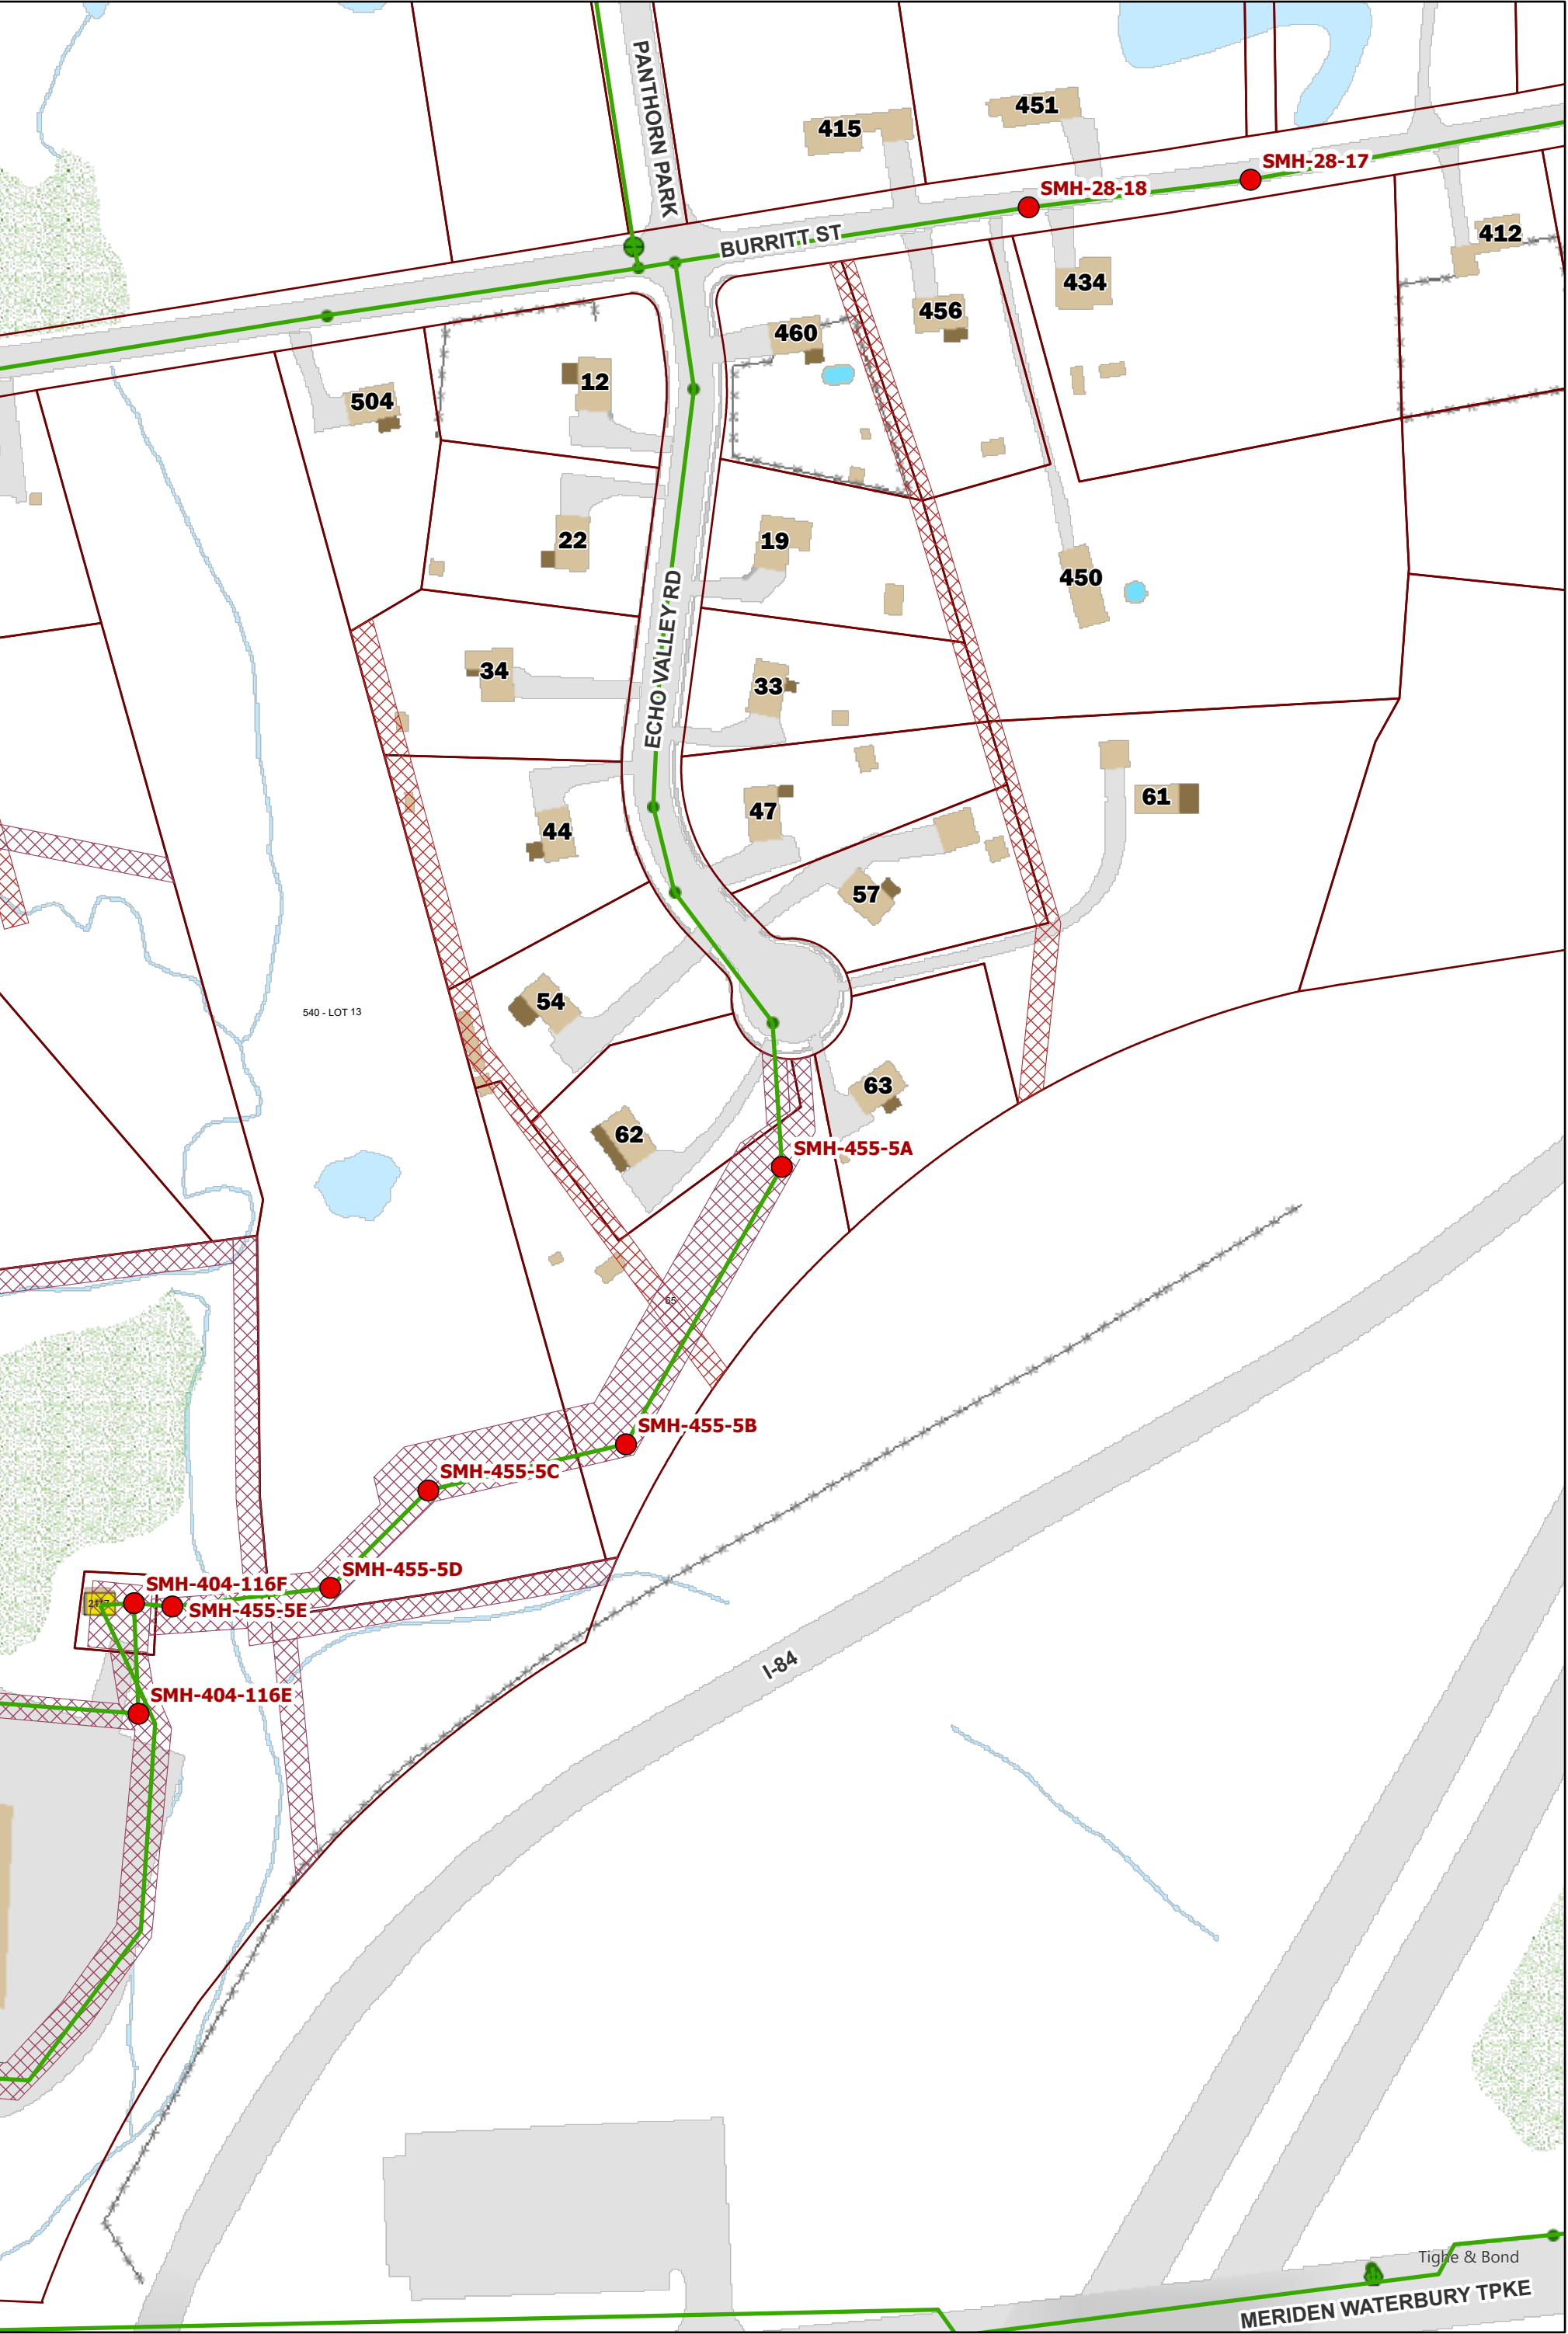 PANTHORN PARK
451
415
SMH-28-17
SMH-28-18
412
BURRITT ST
434
456
460
12
504
22
19
450
ECHO VALLEY RD
34
33
61
47
44
57
54
540 - LOT 13
63
62
SMH-455-5A
65
SMH-455-5B
SMH-455-5C
SMH-455-5D
SMH-404-116F
SMH-455-5E
I-84
SMH-404-116E
Tighe & Bond
MERIDEN WATERBURY TPKE